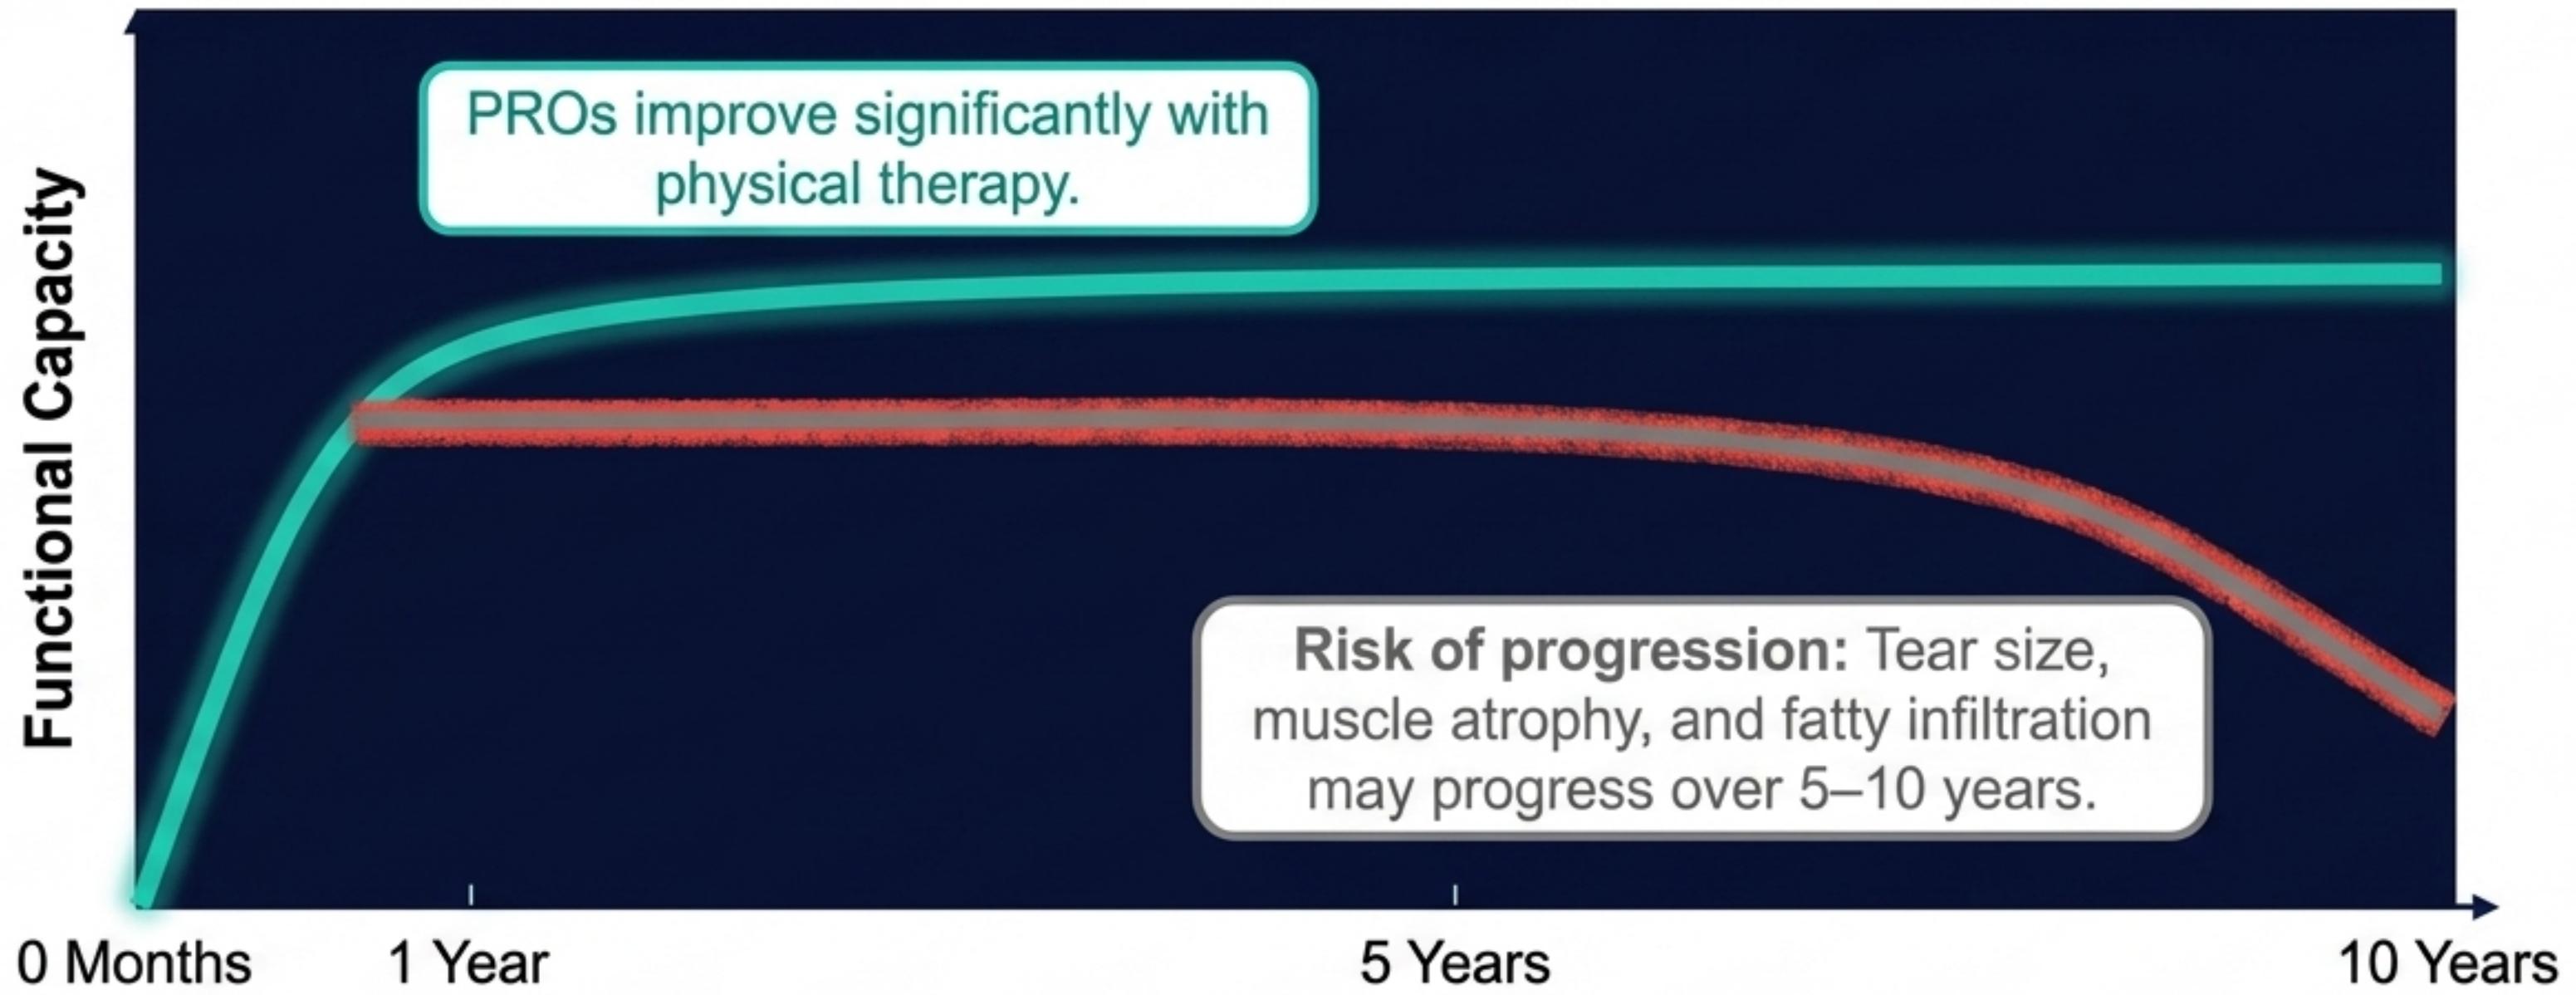 PROs improve significantly with
physical therapy.
Functional Capacity
Risk of progression: Tear size,
muscle atrophy, and fatty infiltration
may progress over 5–10 years.
0 Months
1 Year
5 Years
10 Years